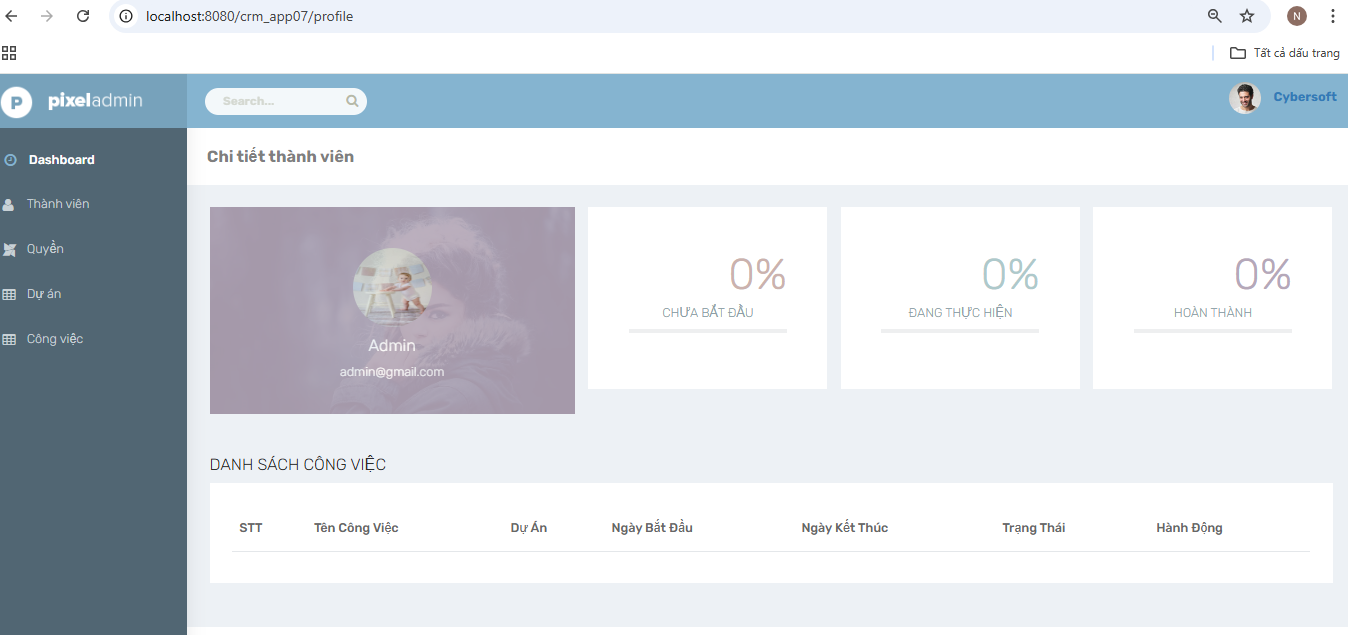 localhost:8080/crm_app07/profile
N
Tất cả dấu trang
P pixeladmin
Search...
Cybersoft
Dashboard
Chi tiết thành viên
Thành viên
Quyền
Dự án
Công việc
Admin
admin@gmail.com
0%
CHƯA BẮT ĐẦU
0%
ĐANG THỰC HIỆN
0%
HOÀN THÀNH
DANH SÁCH CÔNG VIỆC
STT Tên Công Việc Dự Án Ngày Bắt Đầu Ngày Kết Thúc Trạng Thái Hành Động